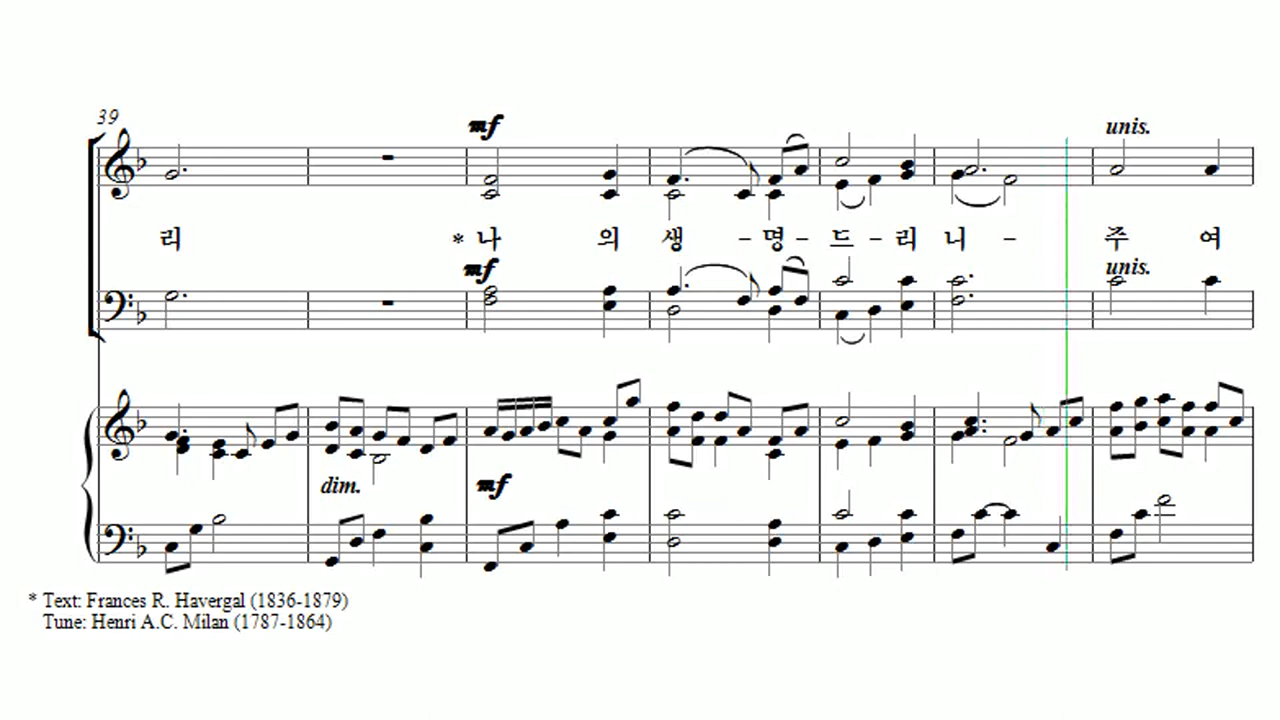 39
mf
unis.
리 * 나 의 생 - 명 - 드 - 리 니 - 주 여
mf
unis.
dim.
mf
* Text: Frances R. Havergal (1836-1879)
Tune: Henri A.C. Milan (1787-1864)